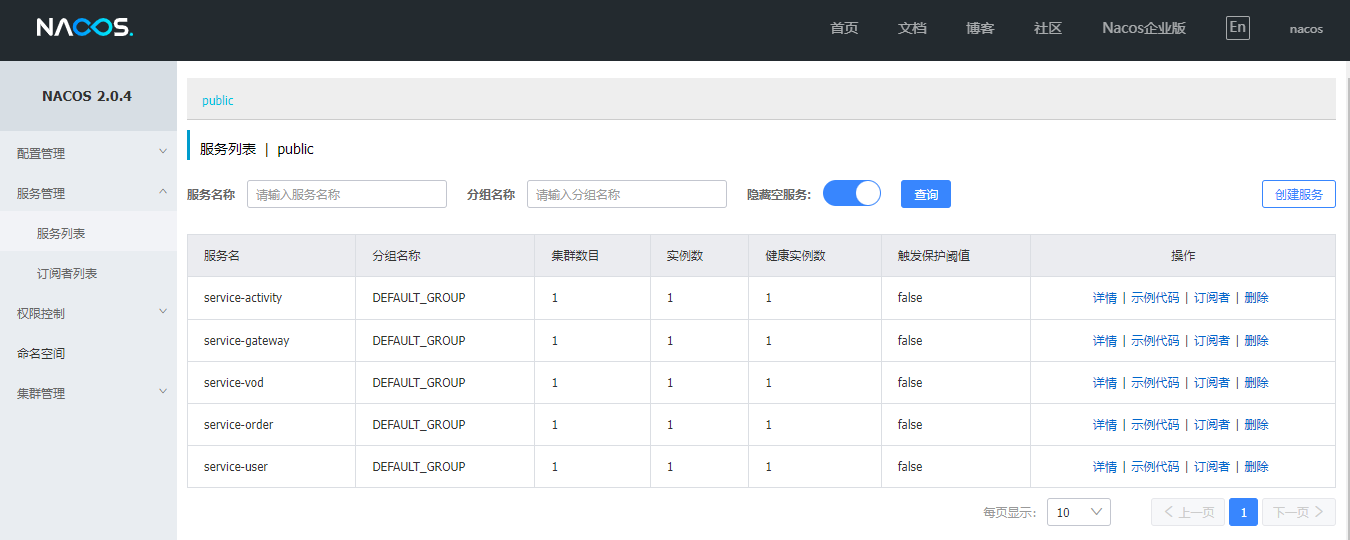 NACOS. 首页 文档 博客 社区 Nacos企业版 En nacos
NACOS 2.0.4
配置管理
服务管理
服务列表
订阅者列表
权限控制
命名空间
集群管理
public
服务列表 | public
服务名称 请输入服务名称 分组名称 请输入分组名称 隐藏空服务: 查询 创建服务
服务名 分组名称 集群数目 实例数 健康实例数 触发保护阈值 操作
service-activity DEFAULT_GROUP 1 1 1 false 详情 | 示例代码 | 订阅者 | 删除
service-gateway DEFAULT_GROUP 1 1 1 false 详情 | 示例代码 | 订阅者 | 删除
service-vod DEFAULT_GROUP 1 1 1 false 详情 | 示例代码 | 订阅者 | 删除
service-order DEFAULT_GROUP 1 1 1 false 详情 | 示例代码 | 订阅者 | 删除
service-user DEFAULT_GROUP 1 1 1 false 详情 | 示例代码 | 订阅者 | 删除
每页显示: 10 上一页 1 下一页